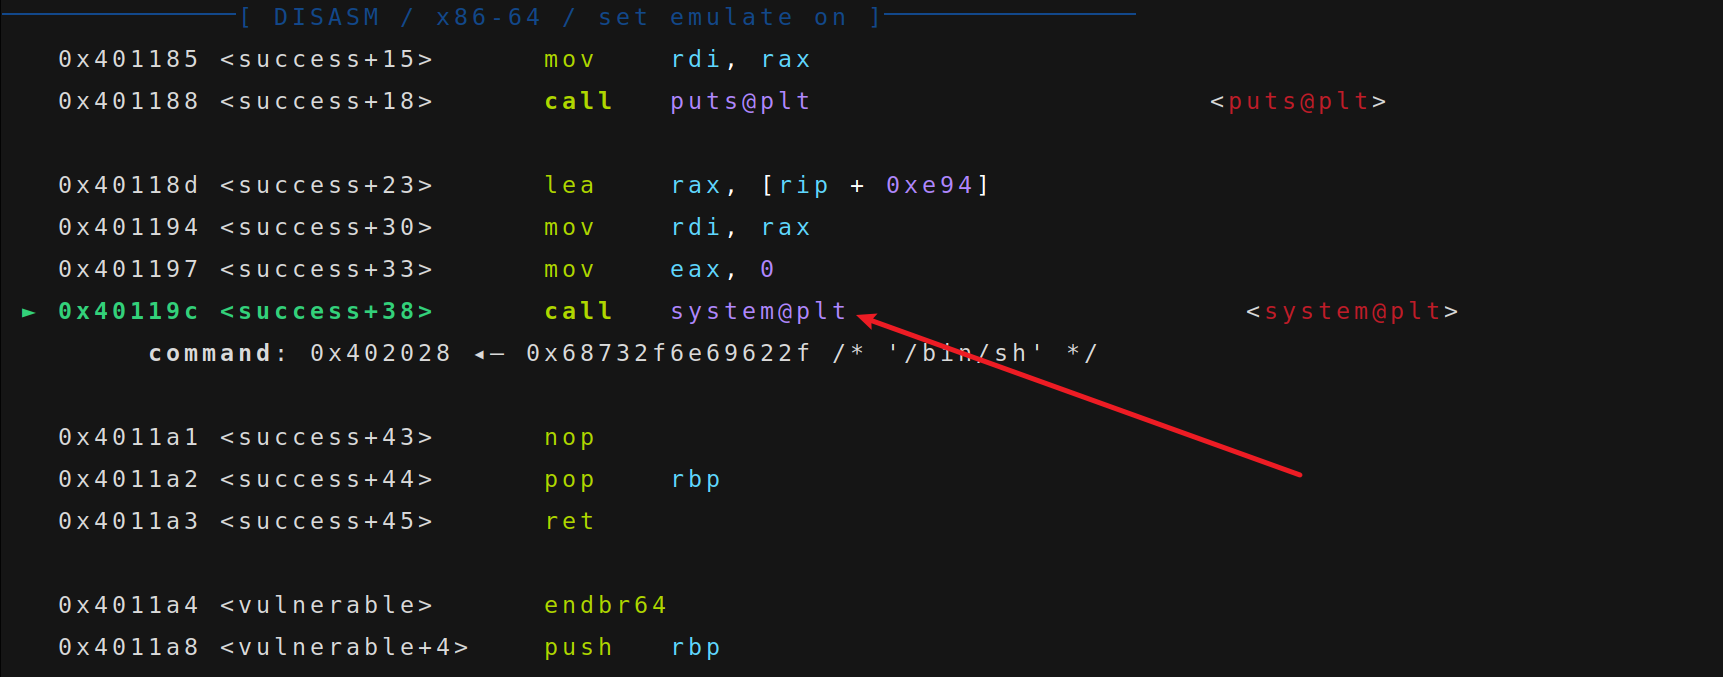 [ DISASM / x86-64 / set emulate on ]
0x401185 <success+15> mov rdi, rax
0x401188 <success+18> call puts@plt <puts@plt>
0x40118d <success+23> lea rax, [rip + 0xe94]
0x401194 <success+30> mov rdi, rax
0x401197 <success+33> mov eax, 0
► 0x40119c <success+38> call system@plt <system@plt>
command: 0x402028 ◂— 0x68732f6e69622f /* '/bin/sh' */
0x4011a1 <success+43> nop
0x4011a2 <success+44> pop rbp
0x4011a3 <success+45> ret
0x4011a4 <vulnerable> endbr64
0x4011a8 <vulnerable+4> push rbp